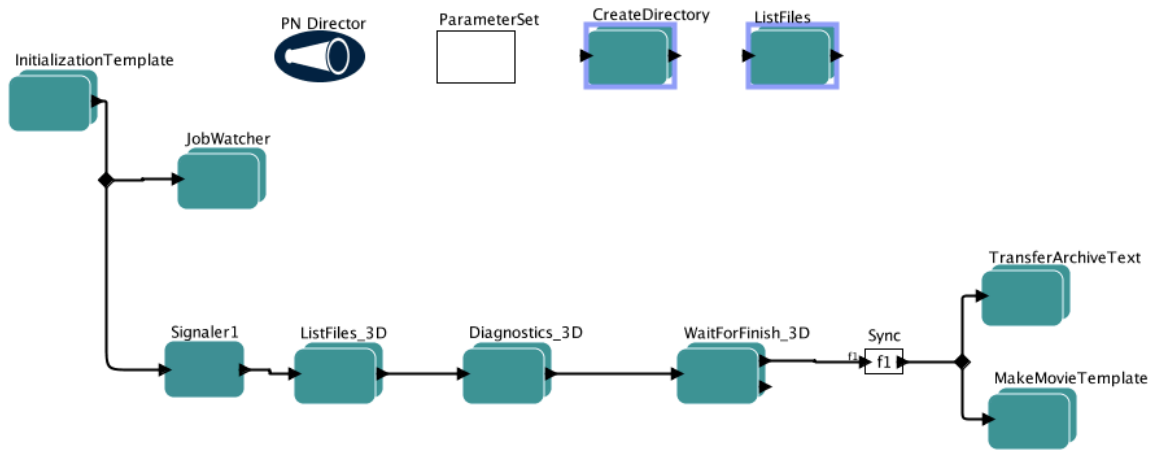 PN Director
ParameterSet
CreateDirectory
ListFiles
InitializationTemplate
JobWatcher
TransferArchiveText
Signaler1
ListFiles_3D
Diagnostics_3D
WaitForFinish_3D
Sync
f1
f1
MakeMovieTemplate